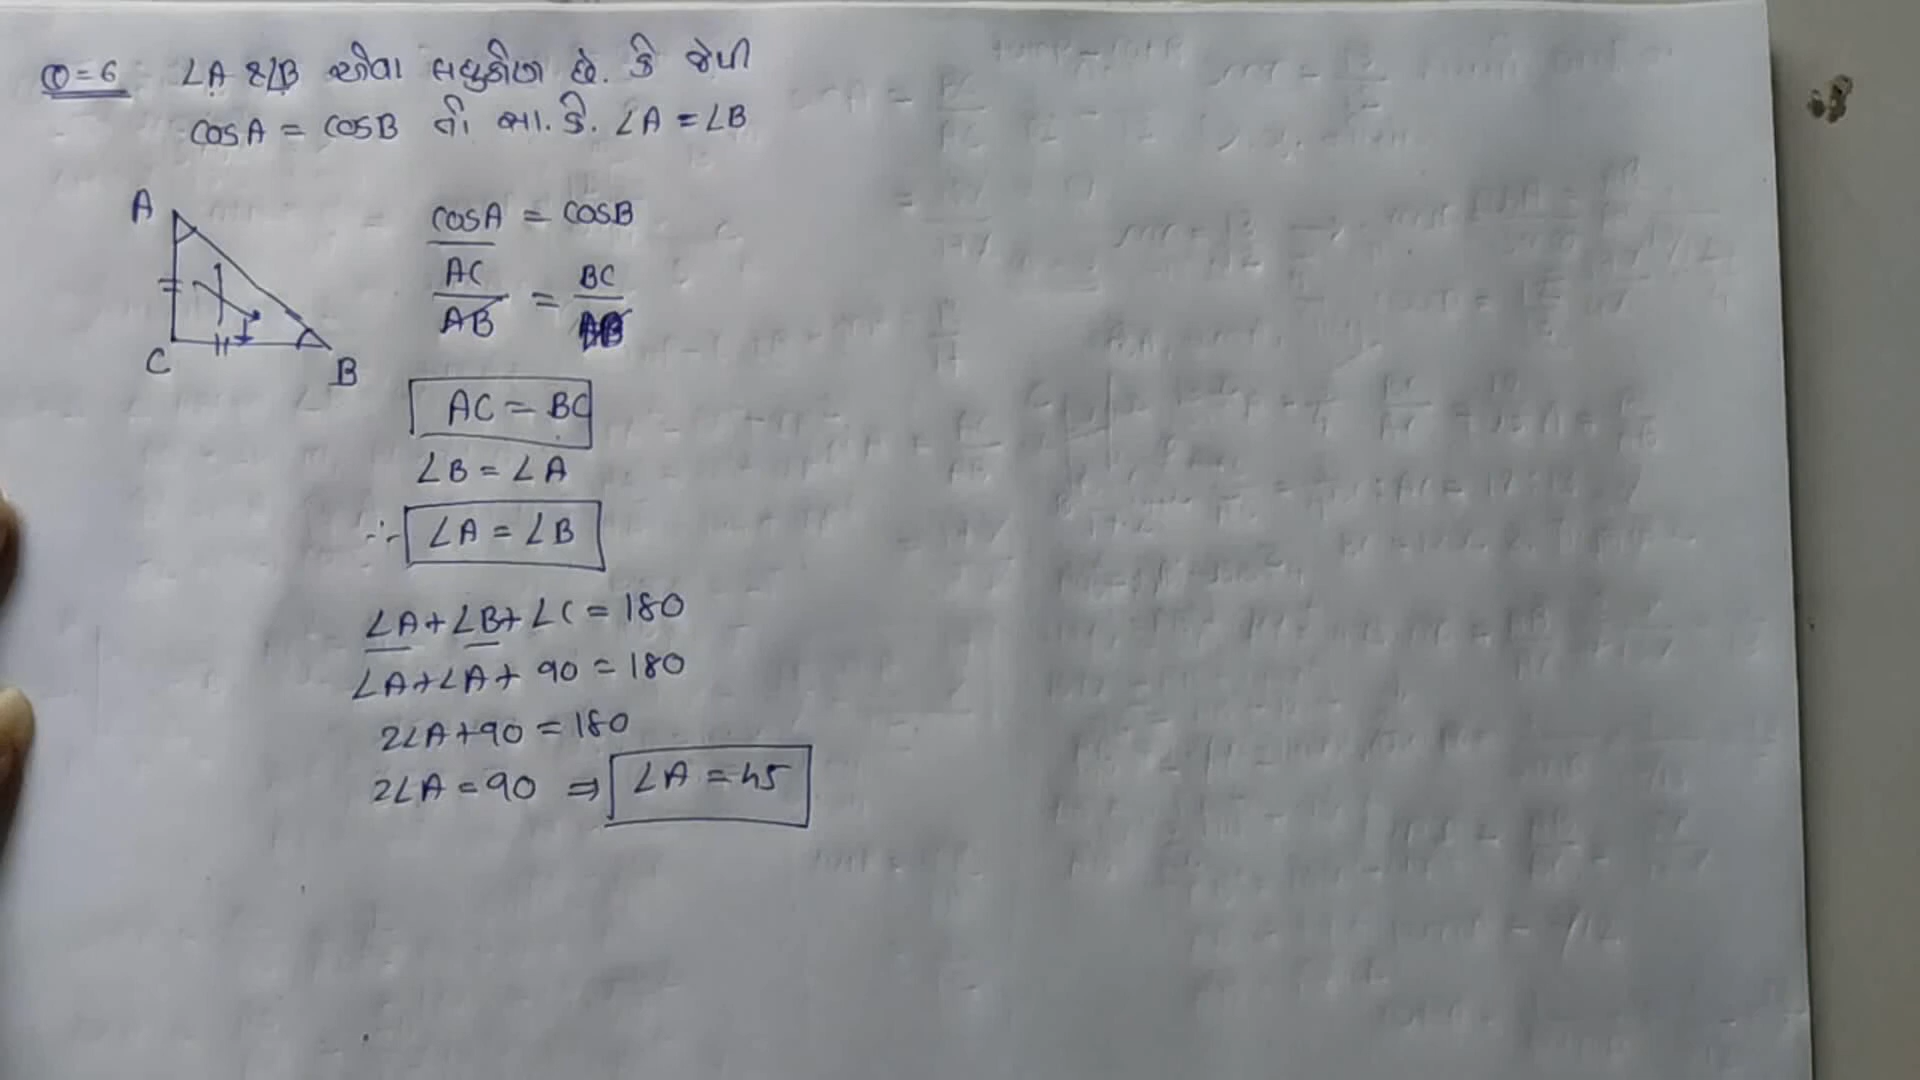 Q=6 ∠A &∠B એવા લઘુકોણ છે. કે જેથી
COSA = COSB તો સા.કે. ∠A = ∠B
A
C
B
COSA = COSB
AC/AB = BC/AB
AC = BC
∠B = ∠A
∴ ∠A = ∠B
∠A+∠B+∠C = 180
∠A+∠A+ 90 = 180
2∠A+90 = 180
2∠A = 90 ⇒ ∠A = 45